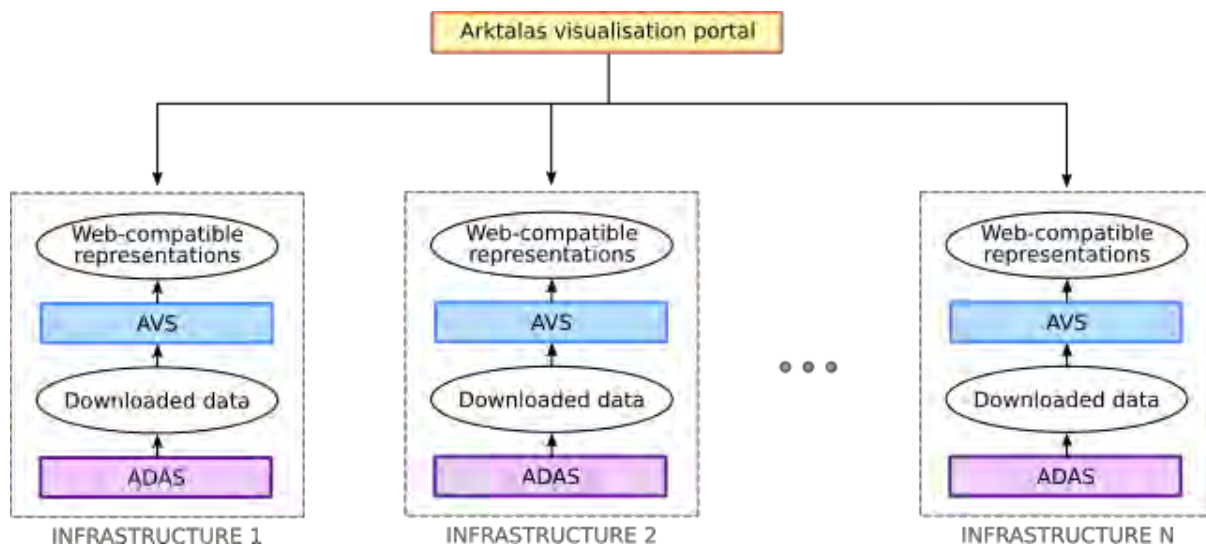 Arktalas visualisation portal
Web-compatible
representations
AVS
Downloaded data
ADAS
INFRASTRUCTURE 1
Web-compatible
representations
AVS
Downloaded data
ADAS
INFRASTRUCTURE 2
Web-compatible
representations
AVS
Downloaded data
ADAS
INFRASTRUCTURE N